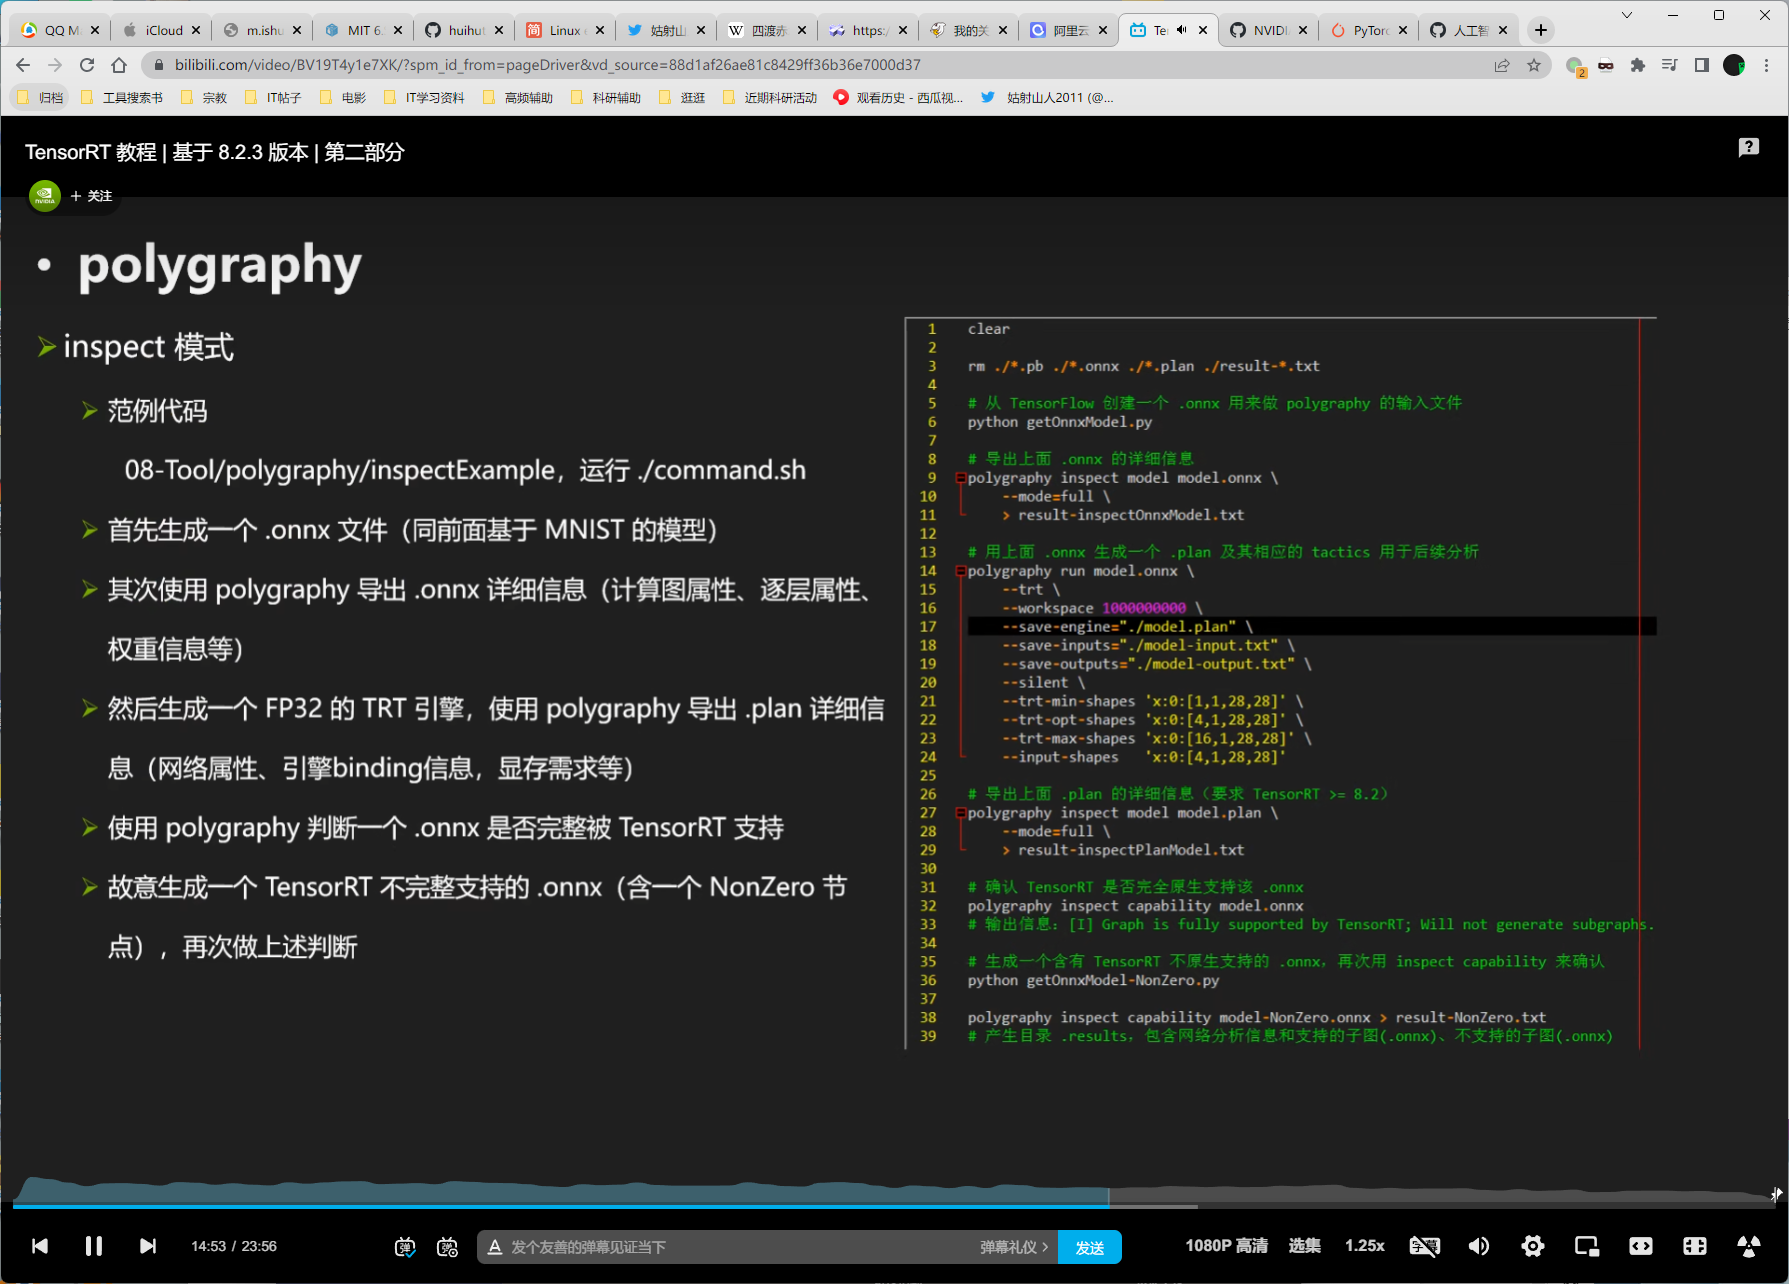 QQ M
iCloud
m.ishu
MIT 6.
huihut
Linux
姑射山
四渡赤
https:/
我的关
阿里云
Te
NVIDI
PyTorc
人工智
bilibili.com/video/BV19T4y1e7XK/?spm_id_from=pageDriver&vd_source=88d1af26ae81c8429ff36b36e7000d37
2
归档
工具搜索书
宗教
IT帖子
电影
IT学习资料
高频辅助
科研辅助
逛逛
近期科研活动
观看历史 - 西瓜视...
姑射山人2011 (@...
TensorRT 教程 | 基于 8.2.3 版本 | 第二部分
NVIDIA
+ 关注
• polygraphy
inspect 模式
范例代码
08-Tool/polygraphy/inspectExample，运行 ./command.sh
首先生成一个 .onnx 文件（同前面基于 MNIST 的模型）
其次使用 polygraphy 导出 .onnx 详细信息（计算图属性、逐层属性、
权重信息等）
然后生成一个 FP32 的 TRT 引擎，使用 polygraphy 导出 .plan 详细信
息（网络属性、引擎binding信息，显存需求等）
使用 polygraphy 判断一个 .onnx 是否完整被 TensorRT 支持
故意生成一个 TensorRT 不完整支持的 .onnx（含一个 NonZero 节
点），再次做上述判断
1 clear
2
3 rm ./*.pb ./*.onnx ./*.plan ./result-*.txt
4
5 # 从 TensorFlow 创建一个 .onnx 用来做 polygraphy 的输入文件
6 python getOnnxModel.py
7
8 # 导出上面 .onnx 的详细信息
9 polygraphy inspect model model.onnx \
10 --mode=full \
11 > result-inspectOnnxModel.txt
12
13 # 用上面 .onnx 生成一个 .plan 及其相应的 tactics 用于后续分析
14 polygraphy run model.onnx \
15 --trt \
16 --workspace 1000000000 \
17 --save-engine="./model.plan" \
18 --save-inputs="./model-input.txt" \
19 --save-outputs="./model-output.txt" \
20 --silent \
21 --trt-min-shapes 'x:0:[1,1,28,28]' \
22 --trt-opt-shapes 'x:0:[4,1,28,28]' \
23 --trt-max-shapes 'x:0:[16,1,28,28]' \
24 --input-shapes 'x:0:[4,1,28,28]'
25
26 # 导出上面 .plan 的详细信息（要求 TensorRT >= 8.2）
27 polygraphy inspect model model.plan \
28 --mode=full \
29 > result-inspectPlanModel.txt
30
31 # 确认 TensorRT 是否完全原生支持该 .onnx
32 polygraphy inspect capability model.onnx
33 # 输出信息：[I] Graph is fully supported by TensorRT; Will not generate subgraphs.
34
35 # 生成一个含有 TensorRT 不原生支持的 .onnx，再次用 inspect capability 来确认
36 python getOnnxModel-NonZero.py
37
38 polygraphy inspect capability model-NonZero.onnx > result-NonZero.txt
39 # 产生目录 .results，包含网络分析信息和支持的子图(.onnx)、不支持的子图(.onnx)
14:53 / 23:56
弹
弹
A 发个友善的弹幕见证当下
弹幕礼仪 >
发送
1080P 高清
选集
1.25x
字幕